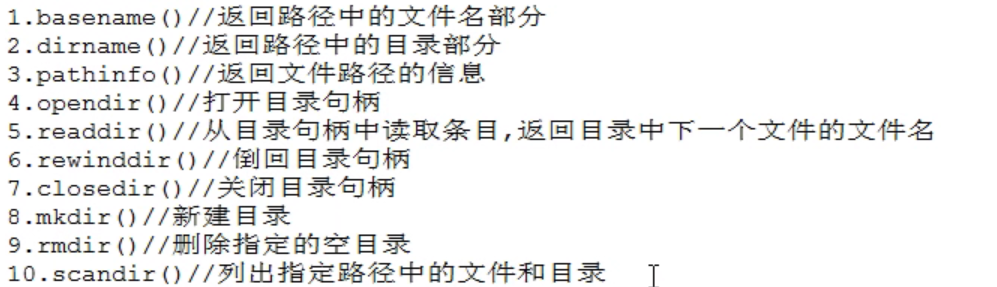 1.basename()//返回路径中的文件名部分
2.dirname()//返回路径中的目录部分
3.pathinfo()//返回文件路径的信息
4.opendir()//打开目录句柄
5.readdir()//从目录句柄中读取条目,返回目录中下一个文件的文件名
6.rewinddir()//倒回目录句柄
7.closedir()//关闭目录句柄
8.mkdir()//新建目录
9.rmdir()//删除指定的空目录
10.scandir()//列出指定路径中的文件和目录